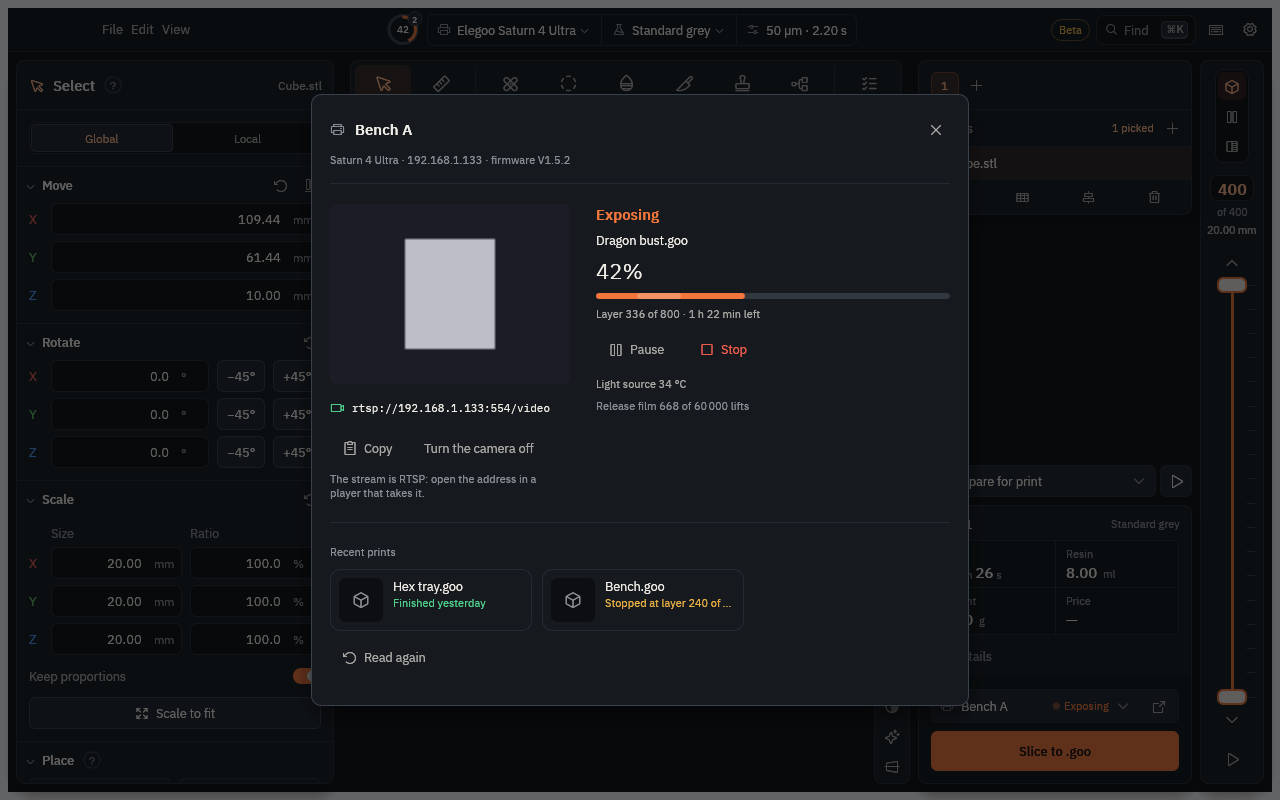 File Edit View
42 2
Elegoo Saturn 4 Ultra
Standard grey
50 µm · 2.20 s
Beta
Find ⌘K
Select ?
Cube.stl
Global Local
Move
X 109.44 mm
Y 61.44 mm
Z 10.00 mm
Rotate
X 0.0 ° −45° +45°
Y 0.0 ° −45° +45°
Z 0.0 ° −45° +45°
Scale
Size Ratio
X 20.00 mm 100.0 %
Y 20.00 mm 100.0 %
Z 20.00 mm 100.0 %
Keep proportions
Scale to fit
Place ?
Bench A
Saturn 4 Ultra · 192.168.1.133 · firmware V1.5.2
Exposing
Dragon bust.goo
42%
Layer 336 of 800 · 1 h 22 min left
Pause Stop
Light source 34 °C
Release film 668 of 60 000 lifts
rtsp://192.168.1.133:554/video
Copy Turn the camera off
The stream is RTSP: open the address in a
player that takes it.
Recent prints
Hex tray.goo
Finished yesterday
Bench.goo
Stopped at layer 240 of …
Read again
1
1 picked
be.stl
pare for print
Standard grey
26 s
Resin
8.00 ml
g
Price
—
tails
Bench A Exposing
Slice to .goo
400
of 400
20.00 mm